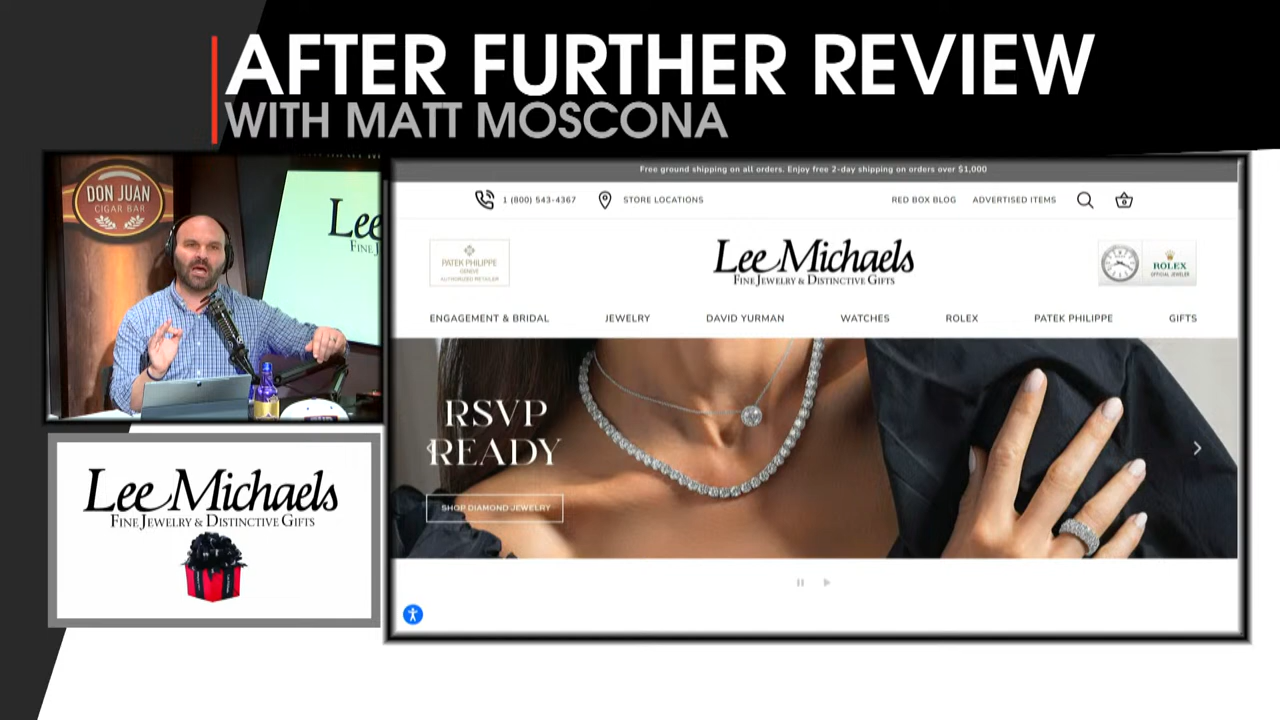 AFTER FURTHER REVIEW
WITH MATT MOSCONA
DON JUAN
CIGAR BAR
Lee
FINE J
Free ground shipping on all orders. Enjoy free 2-day shipping on orders over $1,000
1 (800) 543-4367
STORE LOCATIONS
RED BOX BLOG
ADVERTISED ITEMS
PATEK PHILIPPE
GENEVE
AUTHORIZED RETAILER
Lee Michaels
FINE JEWELRY & DISTINCTIVE GIFTS
ROLEX
OFFICIAL JEWELER
ENGAGEMENT & BRIDAL
JEWELRY
DAVID YURMAN
WATCHES
ROLEX
PATEK PHILIPPE
GIFTS
RSVP
READY
SHOP DIAMOND JEWELRY
Lee Michaels
FINE JEWELRY & DISTINCTIVE GIFTS